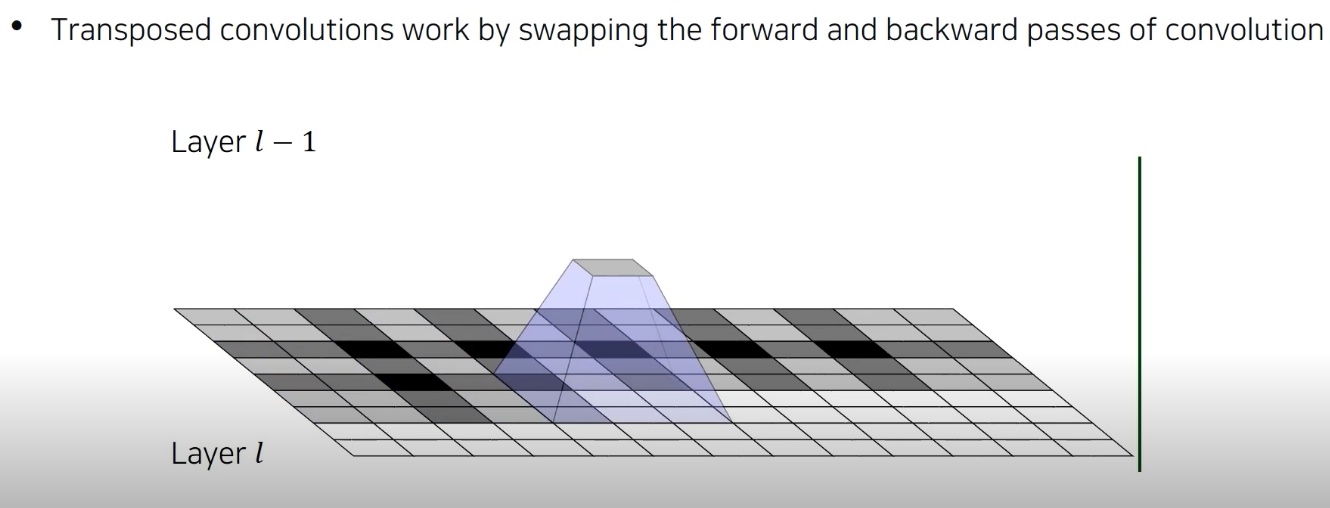 • Transposed convolutions work by swapping the forward and backward passes of convolution
Layer l − 1
Layer l